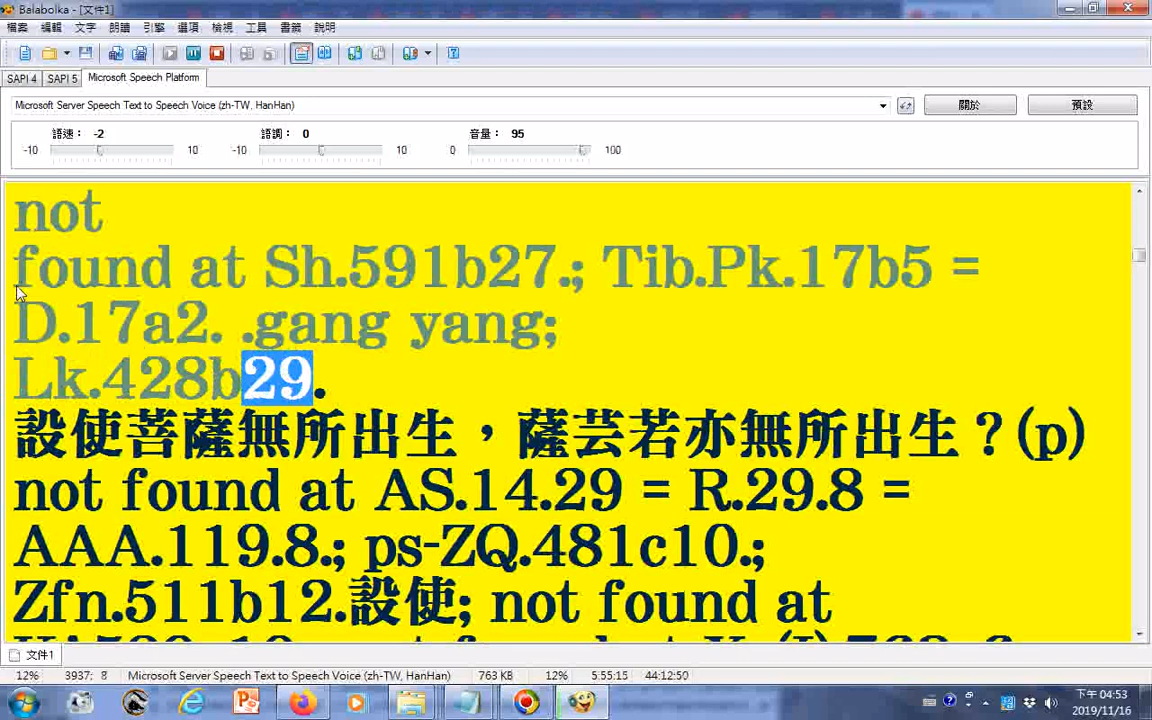 Balabolka - [文件1]
檔案 編輯 文字 朗讀 引擎 選項 檢視 工具 書籤 說明
SAPI 4 SAPI 5 Microsoft Speech Platform
Microsoft Server Speech Text to Speech Voice (zh-TW, HanHan) 關於 預設
語速： -2 語調： 0 音量： 95
-10 10 -10 10 0 100
not
found at Sh.591b27.; Tib.Pk.17b5 =
D.17a2. .gang yang;
Lk.428b29.
設使菩薩無所出生，薩芸若亦無所出生？(p)
not found at AS.14.29 = R.29.8 =
AAA.119.8.; ps-ZQ.481c10.;
Zfn.511b12.設使; not found at
文件1
12% 3937: 8 Microsoft Server Speech Text to Speech Voice (zh-TW, HanHan) 763 KB 12% 5:55:15 44:12:50
下午 04:53
2019/11/16